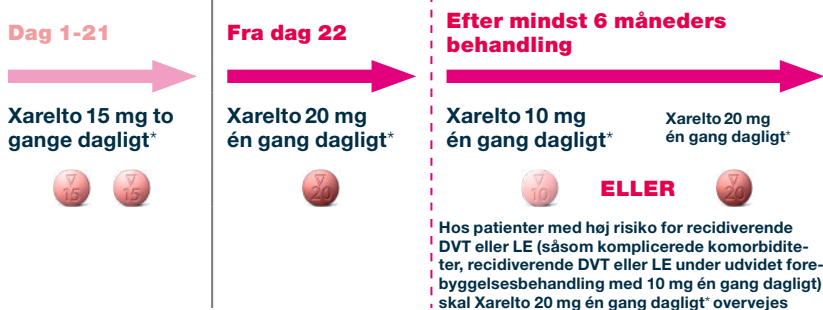 Dag 1-21
Xarelto 15 mg to
gange dagligt*
15
15
Fra dag 22
Xarelto 20 mg
én gang dagligt*
20
Efter mindst 6 måneders
behandling
Xarelto 10 mg
én gang dagligt*
10
ELLER
Xarelto 20 mg
én gang dagligt*
20
Hos patienter med høj risiko for recidiverende
DVT eller LE (såsom komplicerede komorbidite-
ter, recidiverende DVT eller LE under udvidet fore-
byggelsesbehandling med 10 mg én gang dagligt)
skal Xarelto 20 mg én gang dagligt* overvejes